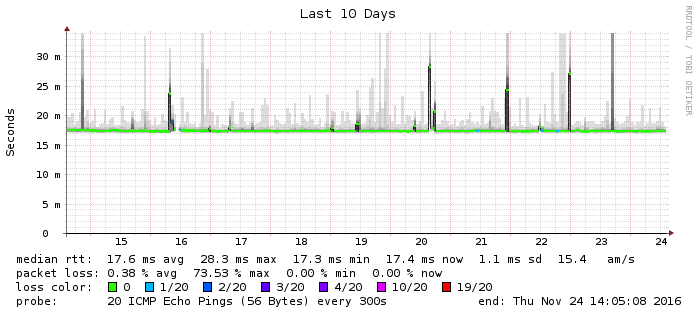 Last 10 Days
RRDTOOL / TOBI OETIKER
Seconds
30 m
25 m
20 m
15 m
10 m
5 m
0
15 16 17 18 19 20 21 22 23 24
median rtt: 17.6 ms avg 28.3 ms max 17.3 ms min 17.4 ms now 1.1 ms sd 15.4 am/s
packet loss: 0.38 % avg 73.53 % max 0.00 % min 0.00 % now
loss color: 0 1/20 2/20 3/20 4/20 10/20 19/20
probe: 20 ICMP Echo Pings (56 Bytes) every 300s end: Thu Nov 24 14:05:08 2016